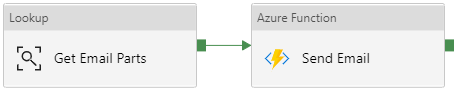 Lookup
Get Email Parts
Azure Function
Send Email